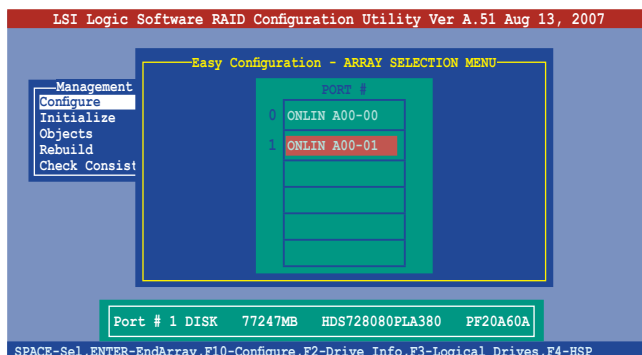 LSI Logic Software RAID Configuration Utility Ver A.51 Aug 13, 2007
Easy Configuration - ARRAY SELECTION MENU
Management
Configure
Initialize
Objects
Rebuild
Check Consist
PORT #
0 ONLIN A00-00
1 ONLIN A00-01
Port # 1 DISK 77247MB HDS728080PLA380 PF20A60A
SPACE-Sel,ENTER-EndArray,F10-Configure,F2-Drive Info,F3-Logical Drives,F4-HSP